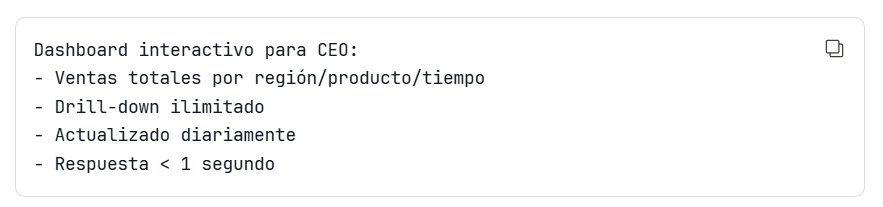 Dashboard interactivo para CEO:
- Ventas totales por región/producto/tiempo
- Drill-down ilimitado
- Actualizado diariamente
- Respuesta < 1 segundo